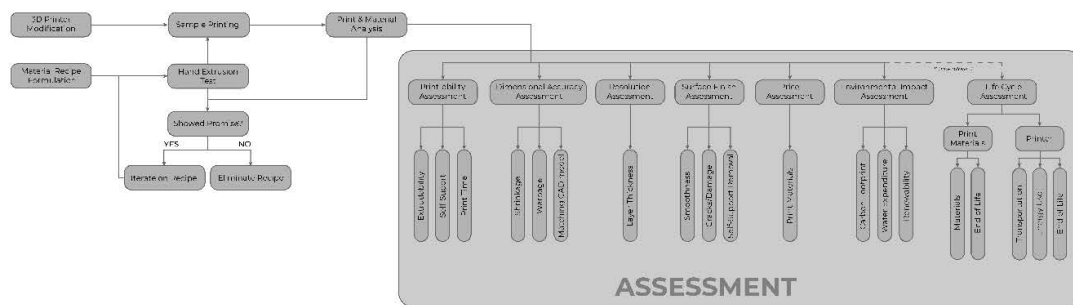 3D Printer
Modification
Sample Printing
Print & Material
Analysis
Material Recipe
Formulation
Hand Extrusion
Test
Showed Promise?
YES
NO
Iterate on Recipe
Eliminate Recipe
Printability
Assessment
Dimensional Accuracy
Assessment
Resolution
Assessment
Surface Finish
Assessment
Price
Assessment
Environmental Impact
Assessment
Life Cycle
Assessment
Print
Materials
Printer
Extrudability
Self Support
Print Time
Shrinkage
Warpage
Matching CAD model
Layer Thickness
Smoothness
Cracks/Damage
Self/Support Removal
Print Materials
Carbon Footprint
Water Expenditure
Renewability
Materials
End of Life
Transportation
Energy Use
End of Life
ASSESSMENT